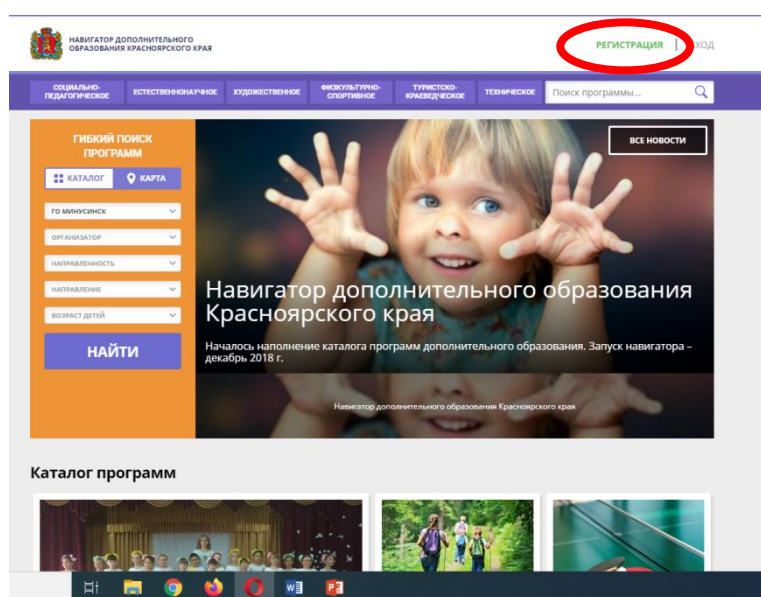 НАВИГАТОР ДОПОЛНИТЕЛЬНОГО
ОБРАЗОВАНИЯ КРАСНОЯРСКОГО КРАЯ
РЕГИСТРАЦИЯ |
СОЦИАЛЬНО-
ПЕДАГОГИЧЕСКОЕ
ЕСТЕСТВЕННОНАУЧНОЕ
ХУДОЖЕСТВЕННОЕ
ФИЗКУЛЬТУРНО-
СПОРТИВНОЕ
ТУРИСТСКО-
КРАЕВЕДЧЕСКОЕ
ТЕХНИЧЕСКОЕ
Поиск программы...
ГИБКИЙ ПОИСК
ПРОГРАММ
КАТАЛОГ
КАРТА
ГО МИНУСИНСК
ОРГАНИЗАТОР
НАПРАВЛЕННОСТЬ
НАПРАВЛЕНИЕ
ВОЗРАСТ ДЕТЕЙ
НАЙТИ
ВСЕ НОВОСТИ
Навигатор дополнительного образования
Красноярского края
Началось наполнение каталога программ дополнительного образования. Запуск навигатора –
декабрь 2018 г.
Навигатор дополнительного образования Красноярского края
Каталог программ